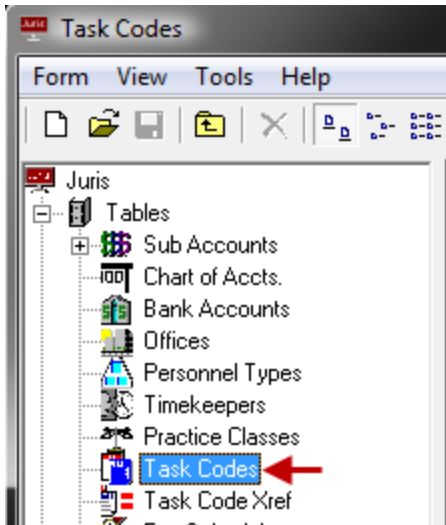 Task Codes
Form View Tools Help
Juris
Tables
Sub Accounts
Chart of Accts.
Bank Accounts
Offices
Personnel Types
Timekeepers
Practice Classes
Task Codes
Task Code Xref